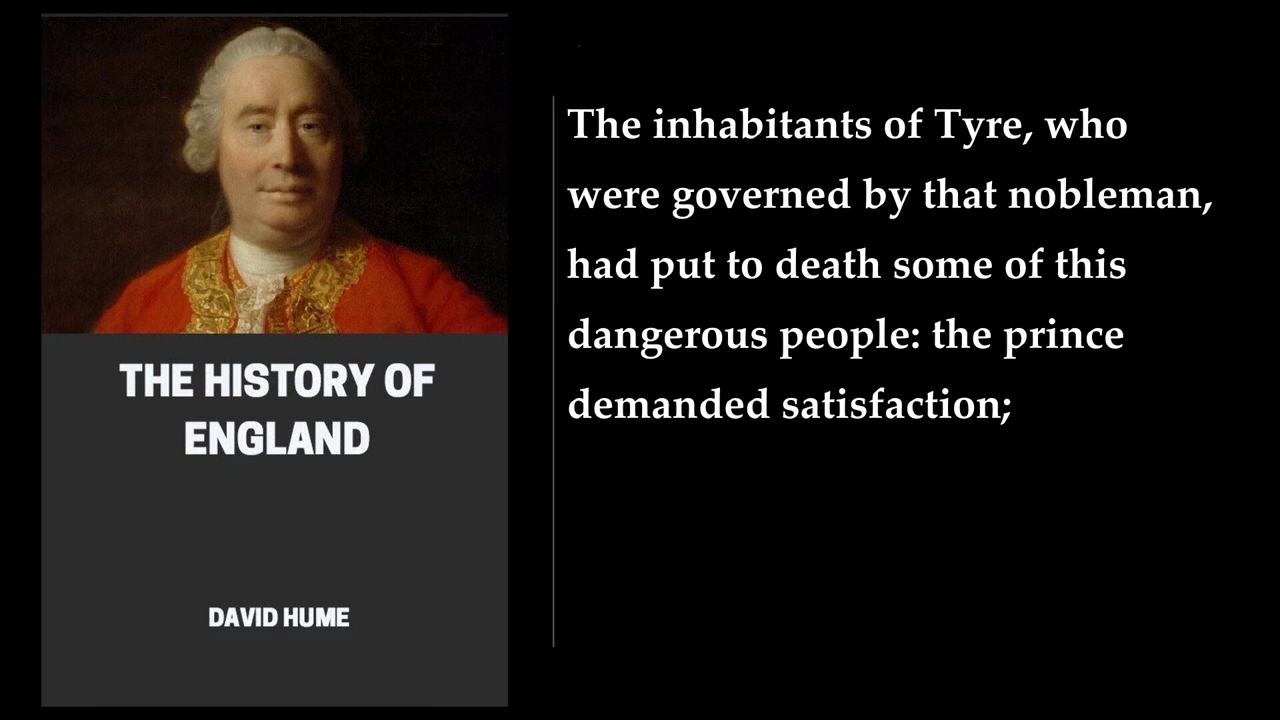 THE HISTORY OF
ENGLAND
DAVID HUME
The inhabitants of Tyre, who
were governed by that nobleman,
had put to death some of this
dangerous people: the prince
demanded satisfaction;